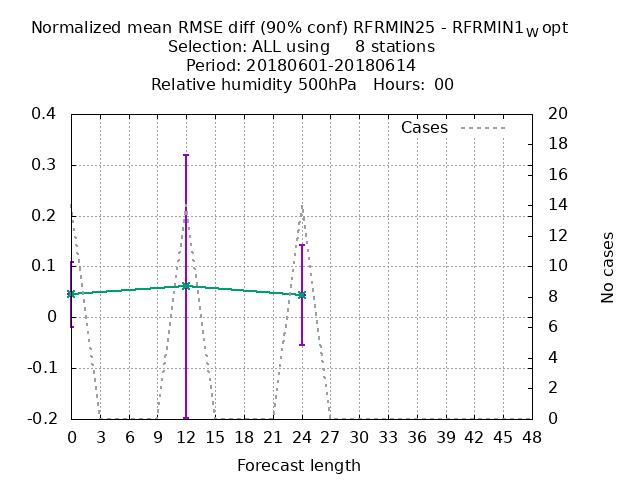 Normalized mean RMSE diff (90% conf) RFRMIN25 - RFRMIN1Wopt
Selection: ALL using 8 stations
Period: 20180601-20180614
Relative humidity 500hPa Hours: 00
Cases
0.4
0.3
0.2
0.1
0
-0.1
-0.2
20
18
16
14
12
10
8
6
4
2
0
No cases
0 3 6 9 12 15 18 21 24 27 30 33 36 39 42 45 48
Forecast length